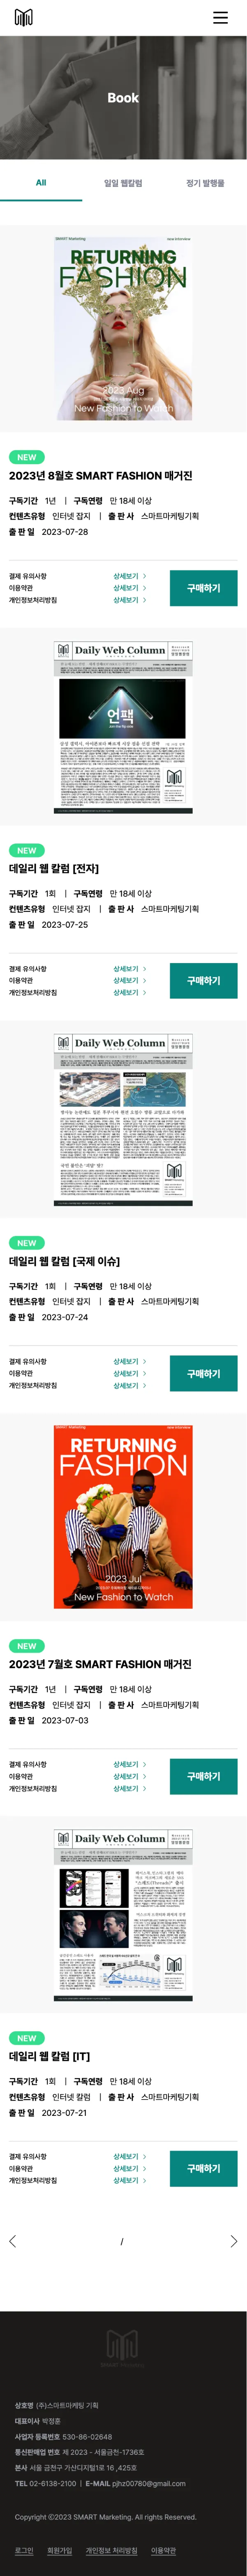 Book
All
일일 웹칼럼
정기 발행물
SMART Marketing
Issue Interview
RETURNING
FASHION
2023 Aug
New Fashion to Watch
NEW
2023년 8월호 SMART FASHION 매거진
구독기간 1년 | 구독연령 만 18세 이상
컨텐츠유형 인터넷 잡지 | 출 판 사 스마트마케팅기획
출 판 일 2023-07-28
결제 유의사항 상세보기 >
이용약관 상세보기 >
개인정보처리방침 상세보기 >
구매하기
Daily Web Column
언팩
NEW
데일리 웹 칼럼 [전자]
구독기간 1회 | 구독연령 만 18세 이상
컨텐츠유형 인터넷 잡지 | 출 판 사 스마트마케팅기획
출 판 일 2023-07-25
결제 유의사항 상세보기 >
이용약관 상세보기 >
개인정보처리방침 상세보기 >
구매하기
Daily Web Column
NEW
데일리 웹 칼럼 [국제 이슈]
구독기간 1회 | 구독연령 만 18세 이상
컨텐츠유형 인터넷 잡지 | 출 판 사 스마트마케팅기획
출 판 일 2023-07-24
결제 유의사항 상세보기 >
이용약관 상세보기 >
개인정보처리방침 상세보기 >
구매하기
SMART Marketing
Issue Interview
RETURNING
FASHION
2023 Jul
New Fashion to Watch
NEW
2023년 7월호 SMART FASHION 매거진
구독기간 1년 | 구독연령 만 18세 이상
컨텐츠유형 인터넷 잡지 | 출 판 사 스마트마케팅기획
출 판 일 2023-07-03
결제 유의사항 상세보기 >
이용약관 상세보기 >
개인정보처리방침 상세보기 >
구매하기
Daily Web Column
NEW
데일리 웹 칼럼 [IT]
구독기간 1회 | 구독연령 만 18세 이상
컨텐츠유형 인터넷 칼럼 | 출 판 사 스마트마케팅기획
출 판 일 2023-07-21
결제 유의사항 상세보기 >
이용약관 상세보기 >
개인정보처리방침 상세보기 >
구매하기
/
상호명 (주)스마트마케팅 기획
대표이사 박정훈
사업자 등록번호 530-86-02648
통신판매업 번호 제 2023 - 서울금천-1736호
본사 서울 금천구 가산디지털1로 16 ,425호
TEL 02-6138-2100 | E-MAIL pjhz00780@gmail.com
Copyright ©2023 SMART Marketing. All rights Reserved.
로그인 회원가입 개인정보 처리방침 이용약관